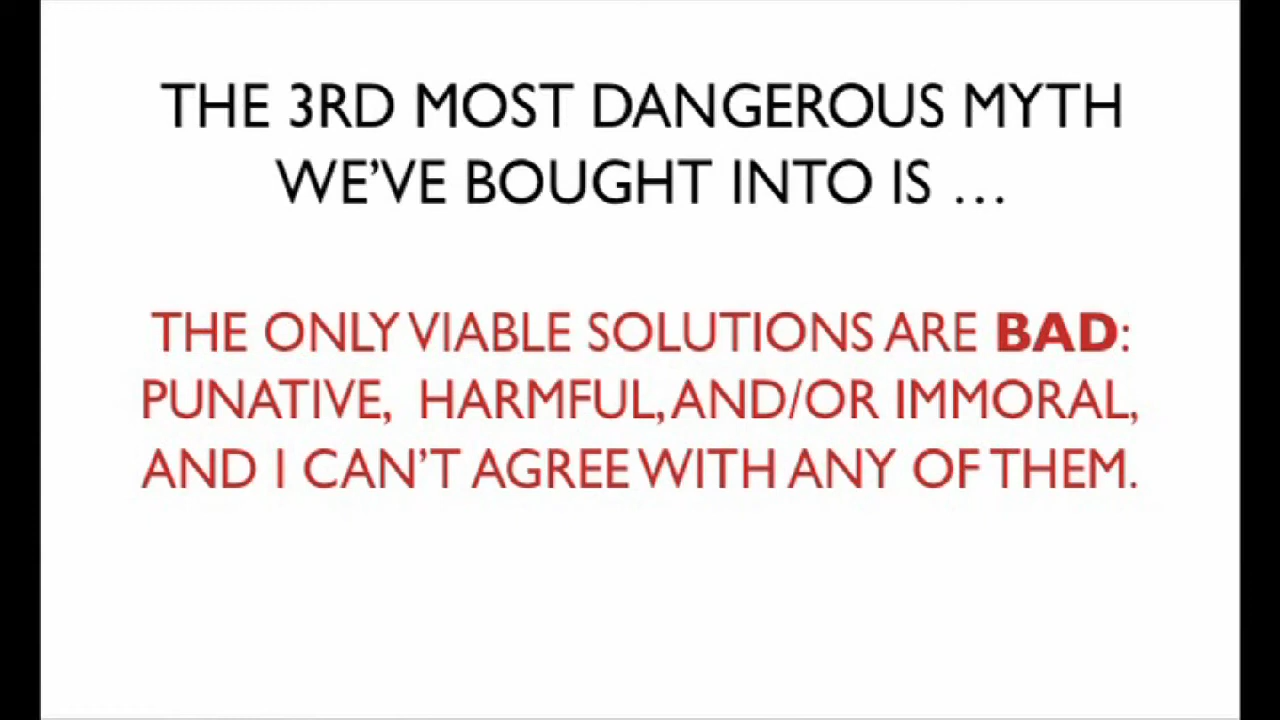 THE 3RD MOST DANGEROUS MYTH
WE'VE BOUGHT INTO IS ...
THE ONLY VIABLE SOLUTIONS ARE BAD:
PUNATIVE, HARMFUL, AND/OR IMMORAL,
AND I CAN'T AGREE WITH ANY OF THEM.